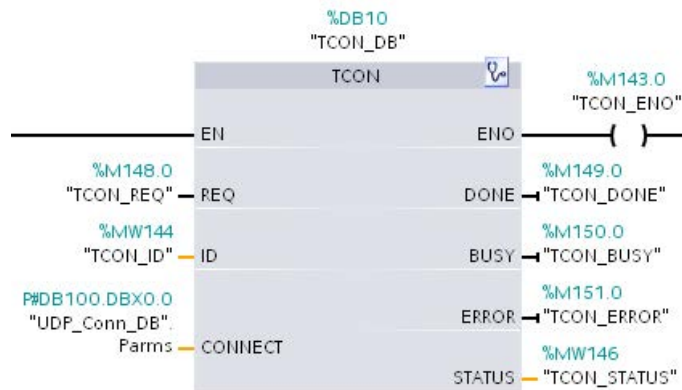 %DB10
"TCON_DB"
TCON
%M143.0
"TCON_ENO"
EN
ENO
%M148.0
"TCON_REQ"
REQ
%M149.0
DONE
"TCON_DONE"
%MW144
"TCON_ID"
ID
%M150.0
BUSY
"TCON_BUSY"
P#DB100.DBX0.0
"UDP_Conn_DB".
Parms
CONNECT
%M151.0
ERROR
"TCON_ERROR"
%MW146
STATUS
"TCON_STATUS"